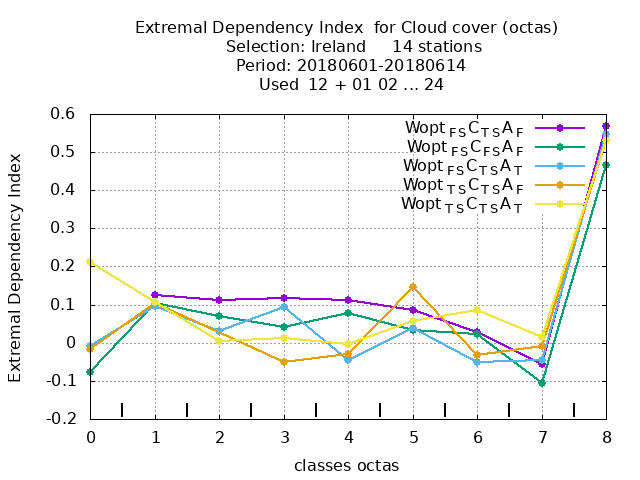 Extremal Dependency Index  for Cloud cover (octas)
Selection: Ireland     14 stations
Period: 20180601-20180614
Used  12 + 01 02 ... 24
Extremal Dependency Index
0.6
0.5
0.4
0.3
0.2
0.1
0
-0.1
-0.2
Wopt FS C TS A F
Wopt FS C FS A F
Wopt FS C TS A T
Wopt TS C TS A F
Wopt TS C TS A T
0 1 2 3 4 5 6 7 8
classes octas